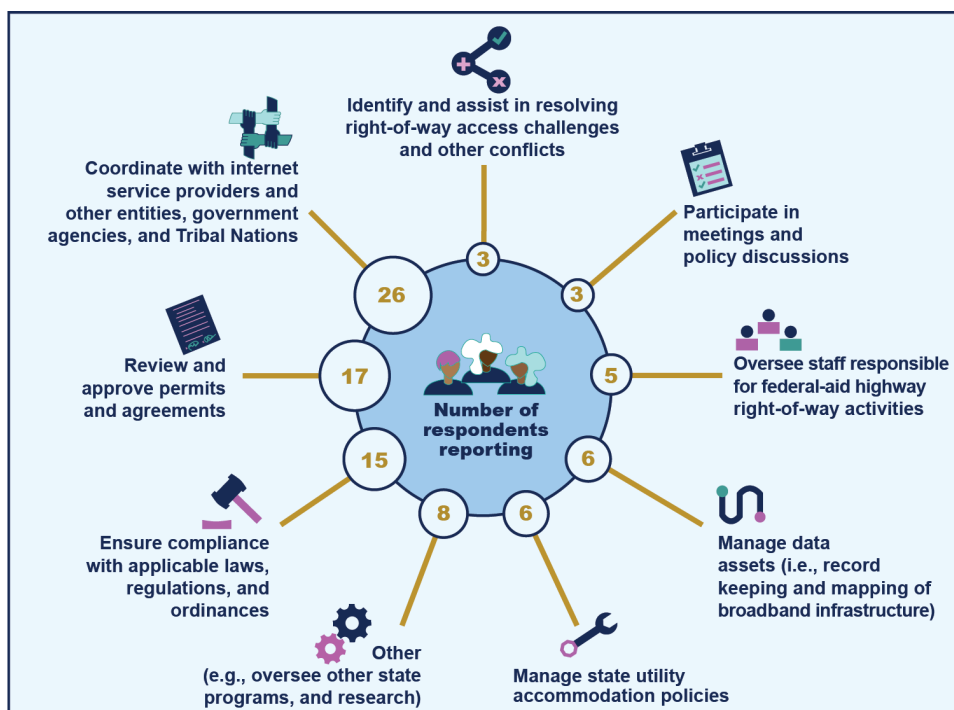 Identify and assist in resolving
right-of-way access challenges
and other conflicts
3
Participate in
meetings and
policy discussions
3
Oversee staff responsible
for federal-aid highway
right-of-way activities
5
Manage data
assets (i.e., record
keeping and mapping of
broadband infrastructure)
6
Manage state utility
accommodation policies
6
Other
(e.g., oversee other state
programs, and research)
8
Ensure compliance
with applicable laws,
regulations, and
ordinances
15
Review and
approve permits
and agreements
17
Coordinate with internet
service providers and
other entities, government
agencies, and Tribal Nations
26
Number of
respondents
reporting